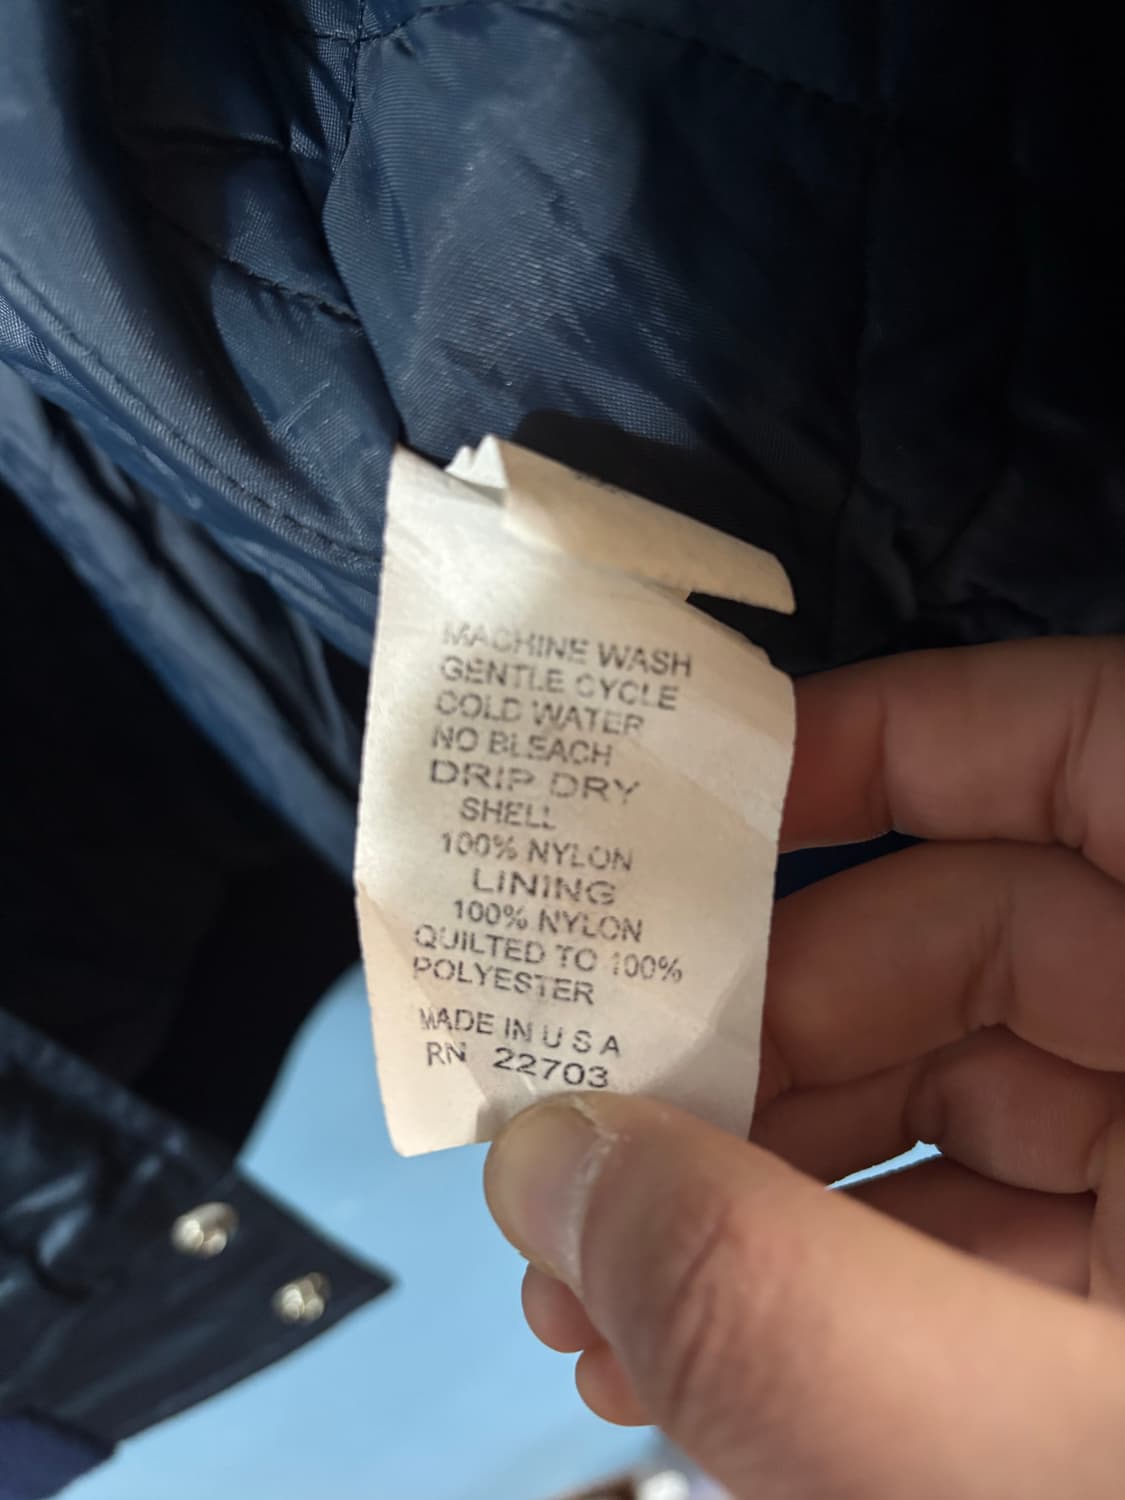 MACHINE WASH
GENTLE CYCLE
COLD WATER
NO BLEACH
DRIP DRY
SHELL
100% NYLON
LINING
100% NYLON
QUILTED TO 100%
POLYESTER
MADE IN U S A
RN 22703